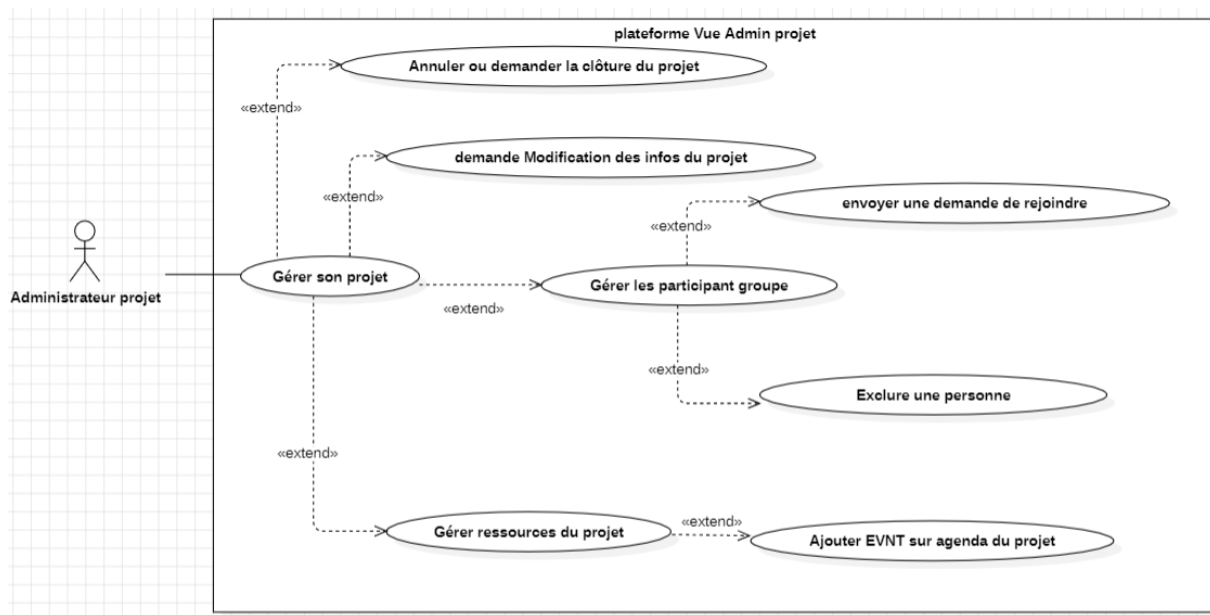 plateforme Vue Admin projet
Annuler ou demander la clôture du projet
«extend»
demande Modification des infos du projet
«extend»
envoyer une demande de rejoindre
«extend»
Gérer son projet
Gérer les participant groupe
Administrateur projet
«extend»
«extend»
Exclure une personne
«extend»
Gérer ressources du projet
«extend»
Ajouter EVNT sur agenda du projet